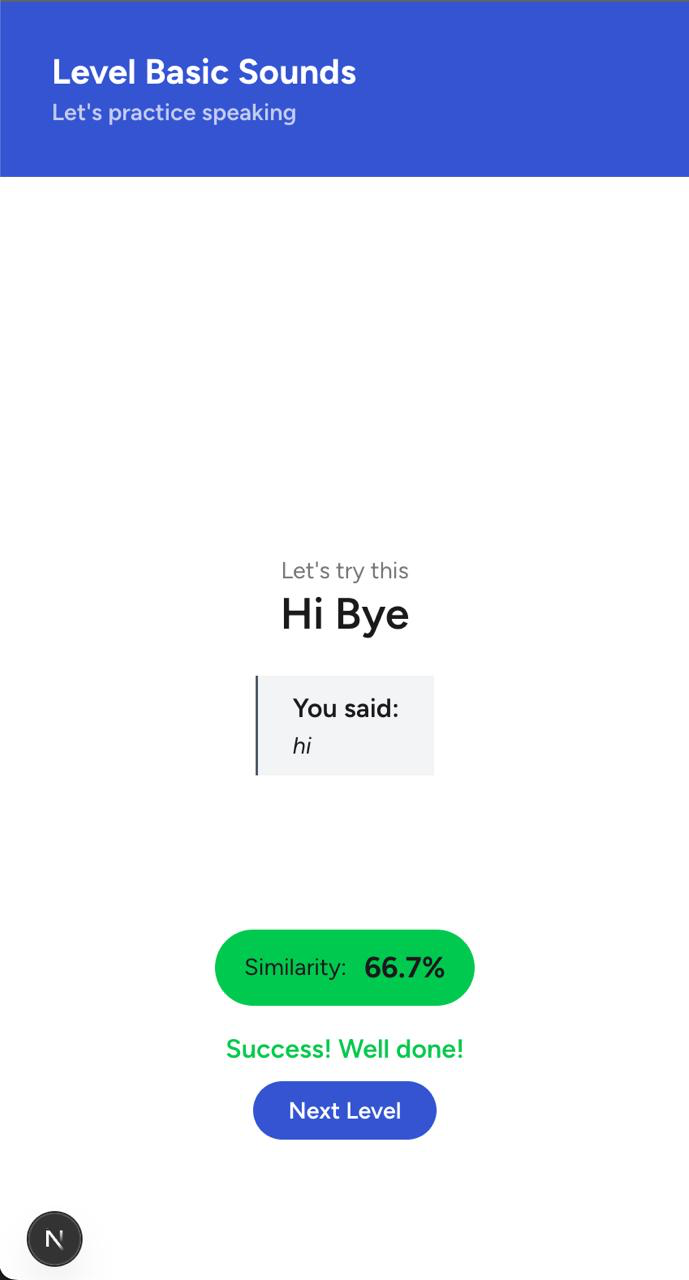 Level Basic Sounds
Let's practice speaking
Let's try this
Hi Bye
You said:
hi
Similarity: 66.7%
Success! Well done!
Next Level
N